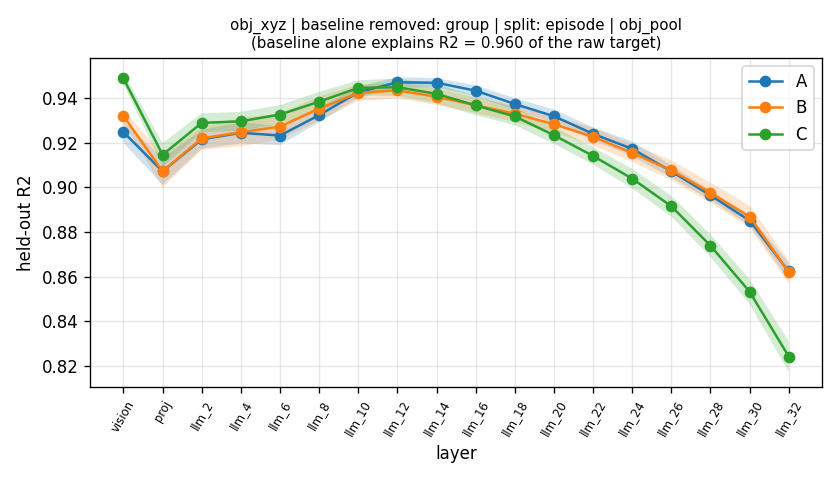 obj_xyz | baseline removed: group | split: episode | obj_pool
(baseline alone explains R2 = 0.960 of the raw target)
A
B
C
held-out R2
0.94
0.92
0.90
0.88
0.86
0.84
0.82
vision
proj
llm_2
llm_4
llm_6
llm_8
llm_10
llm_12
llm_14
llm_16
llm_18
llm_20
llm_22
llm_24
llm_26
llm_28
llm_30
llm_32
layer